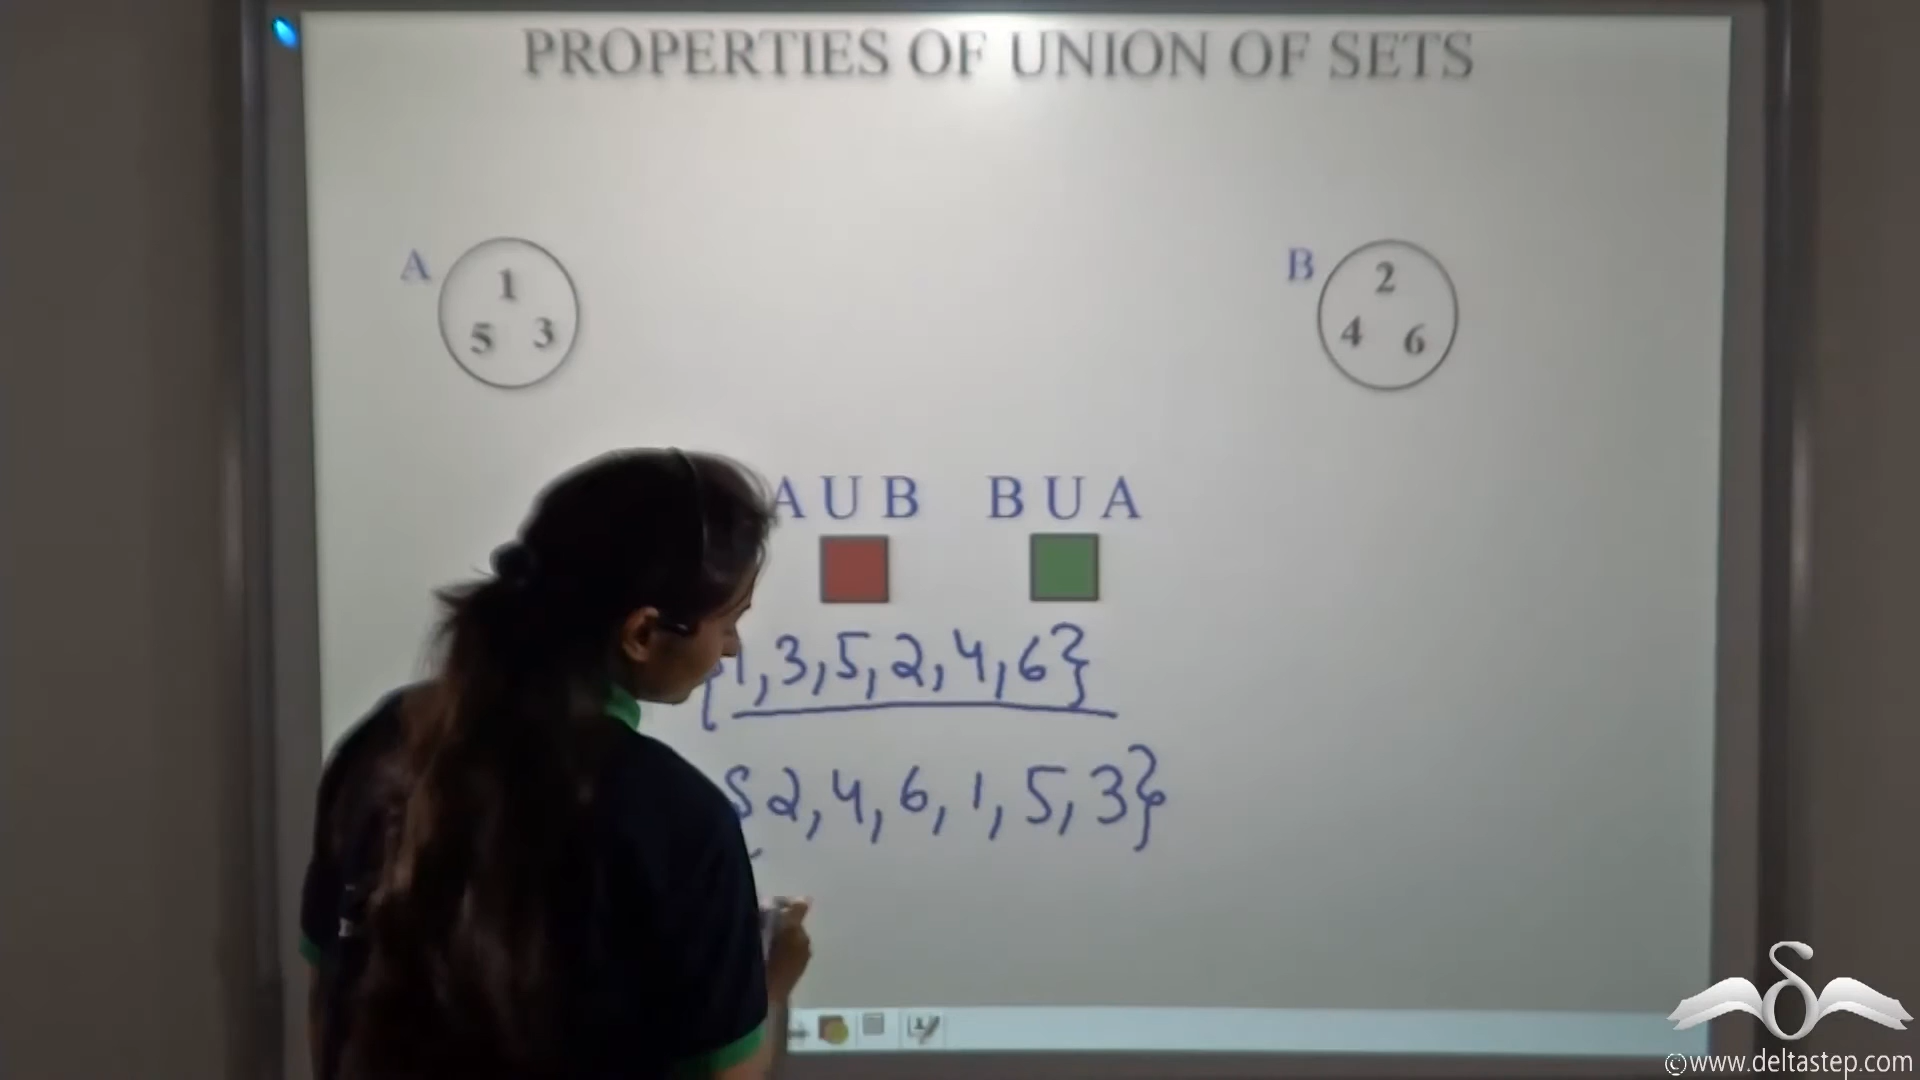 PROPERTIES OF UNION OF SETS
A
1
5 3
B
2
4 6
A U B B U A
{1, 3, 5, 2, 4, 6}
{2, 4, 6, 1, 5, 3}
©www.deltastep.com